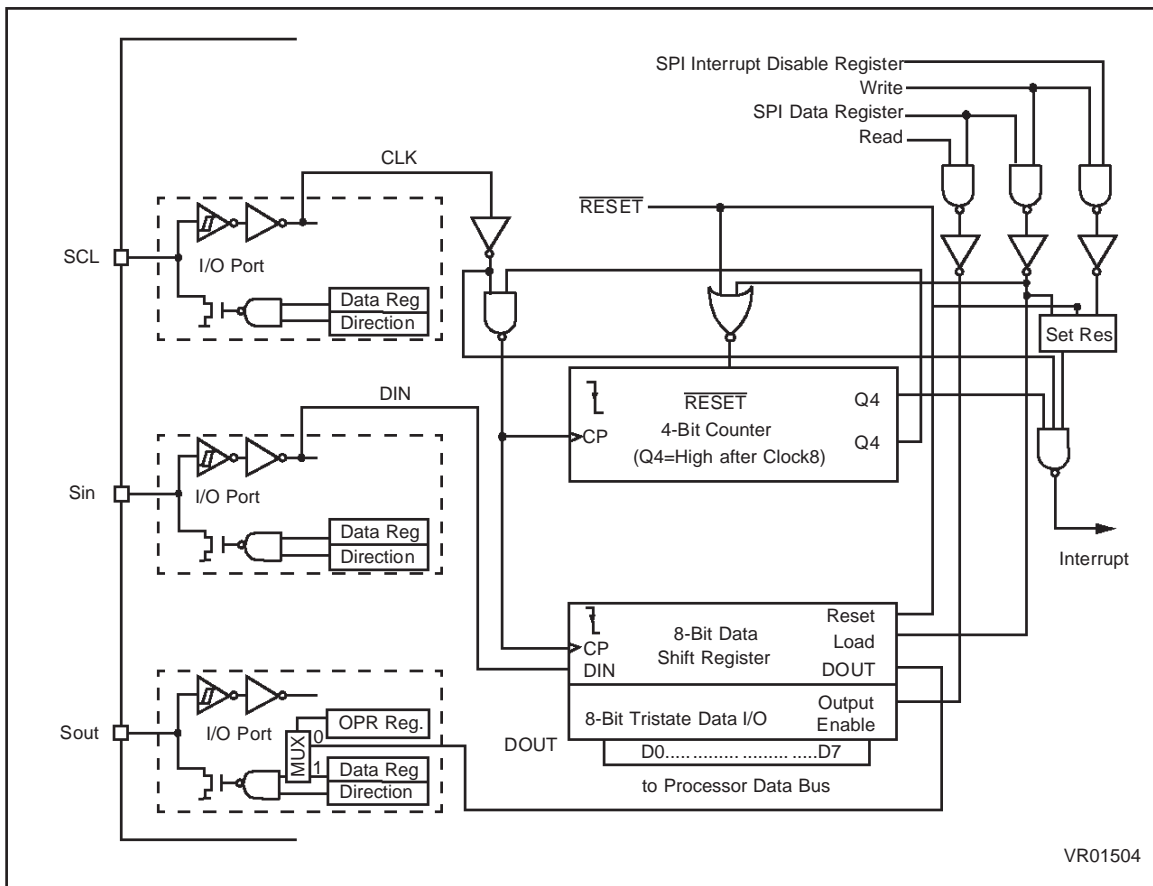 SPI Interrupt Disable Register
Write
SPI Data Register
Read
CLK
RESET
SCL
I/O Port
Data Reg
Direction
Set Res
DIN
RESET
Q4
4-Bit Counter
CP
Q4
(Q4=High after Clock8)
Sin
I/O Port
Data Reg
Direction
Interrupt
Reset
8-Bit Data
Load
CP
Shift Register
DIN
DOUT
Output
8-Bit Tristate Data I/O
Enable
Sout
I/O Port
OPR Reg.
MUX
0
1
Data Reg
Direction
DOUT
D0..... ......... ......... .....D7
to Processor Data Bus
VR01504